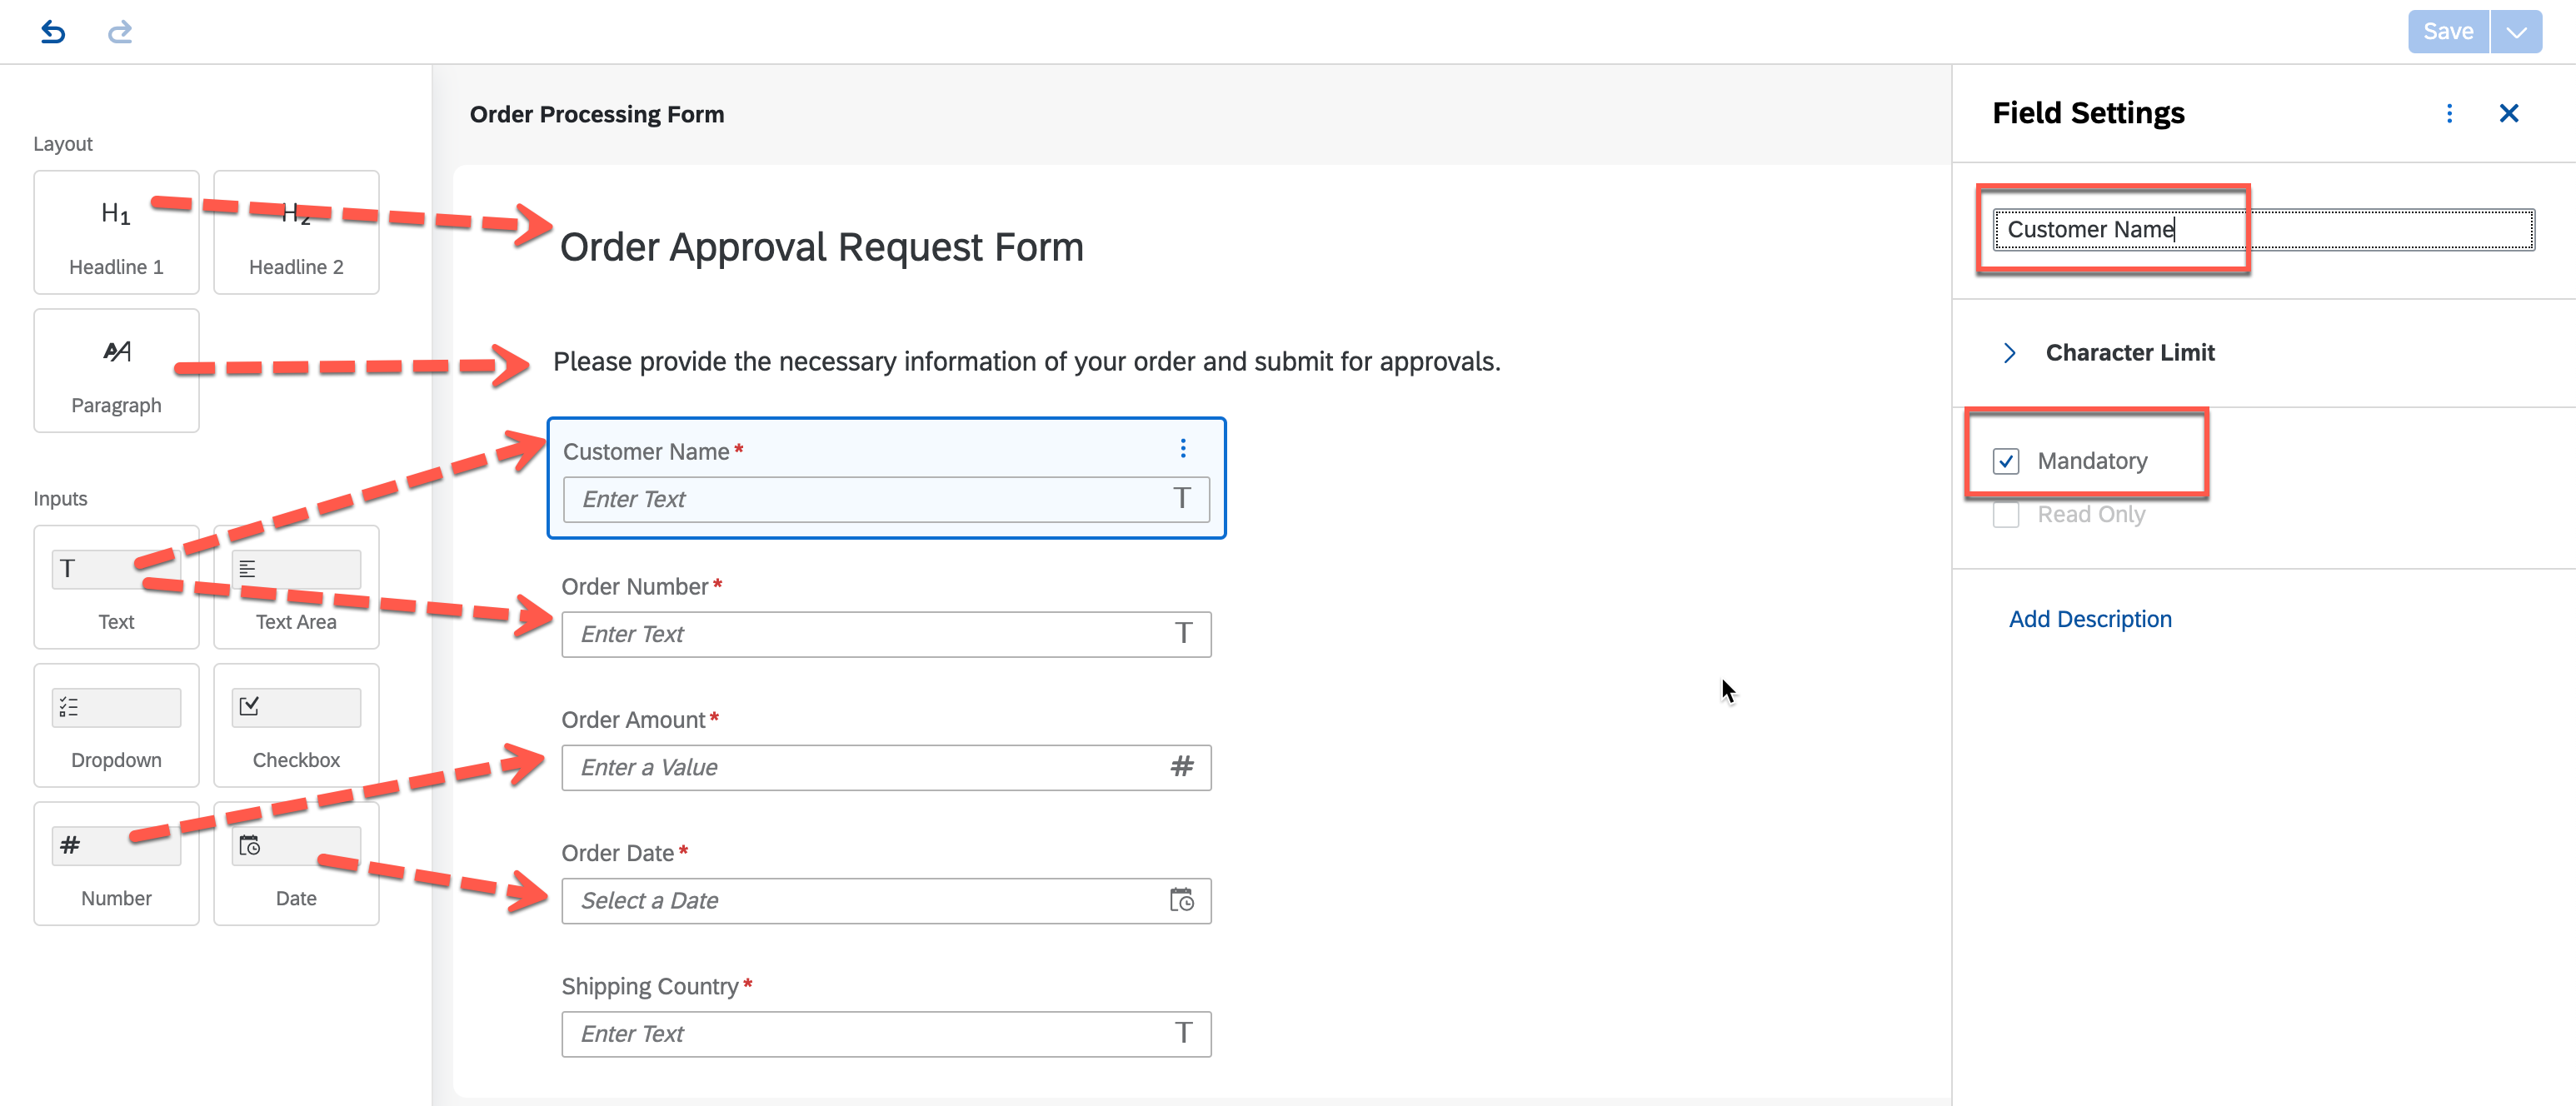 Save
Layout
H1
H2
Headline 1
Headline 2
Paragraph
Inputs
T
Text
Text Area
Dropdown
Checkbox
#
Number
Date
Order Processing Form
Order Approval Request Form
Please provide the necessary information of your order and submit for approvals.
Customer Name*
Enter Text T
Order Number*
Enter Text T
Order Amount*
Enter a Value #
Order Date*
Select a Date
Shipping Country*
Enter Text T
Field Settings
Customer Name
Character Limit
Mandatory
Read Only
Add Description